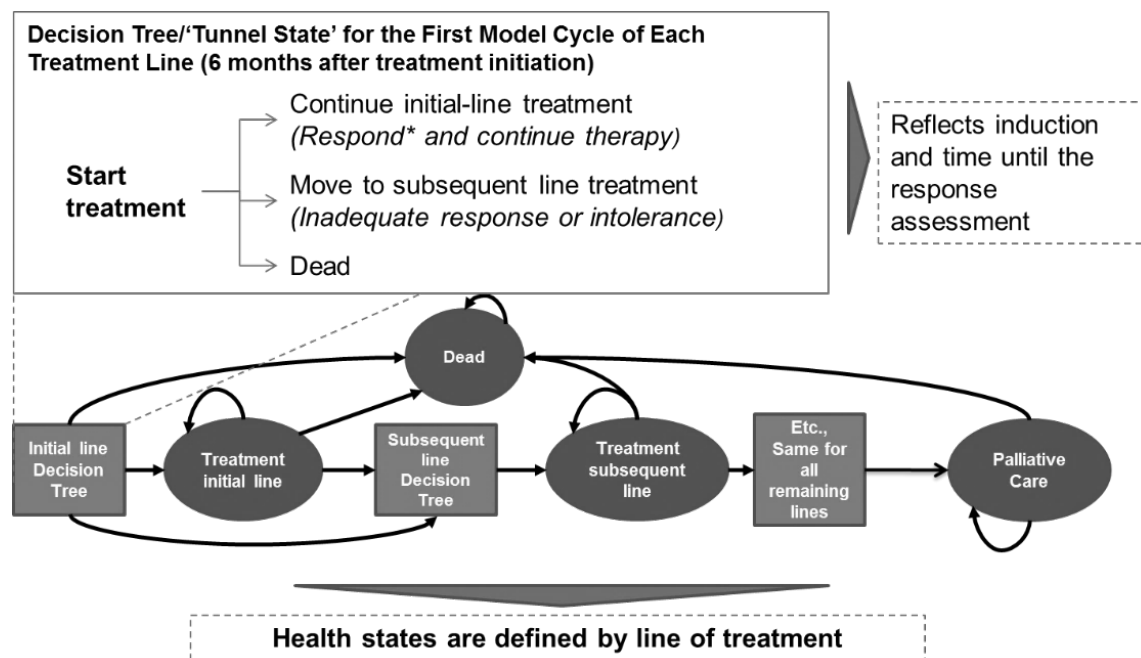 Decision Tree/‘Tunnel State’ for the First Model Cycle of Each
Treatment Line (6 months after treatment initiation)
Continue initial-line treatment
(Respond* and continue therapy)
Start
treatment
Move to subsequent line treatment
(Inadequate response or intolerance)
Dead
Reflects induction
and time until the
response
assessment
Dead
Initial line
Decision
Tree
Treatment
initial line
Subsequent
line
Decision
Tree
Treatment
subsequent
line
Etc.,
Same for
all
remaining
lines
Palliative
Care
Health states are defined by line of treatment